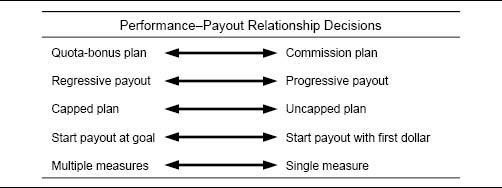 Performance–Payout Relationship Decisions
Quota-bonus plan Commission plan
Regressive payout Progressive payout
Capped plan Uncapped plan
Start payout at goal Start payout with first dollar
Multiple measures Single measure